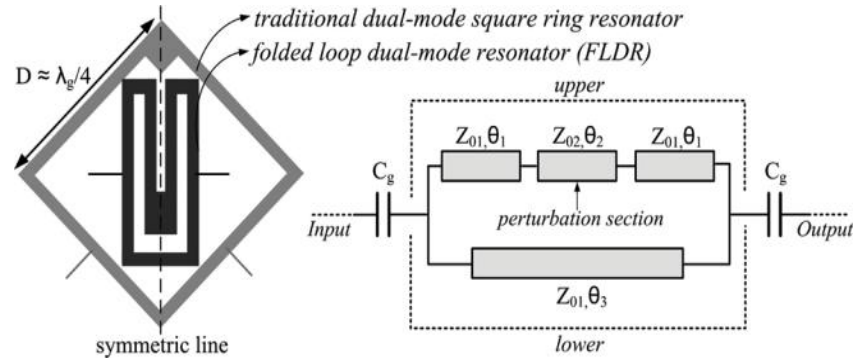 traditional dual-mode square ring resonator
folded loop dual-mode resonator (FLDR)
D ≈ λg/4
symmetric line
upper
Z01,θ1
Z02,θ2
Z01,θ1
Cg
Cg
perturbation section
Input
Output
Z01,θ3
lower